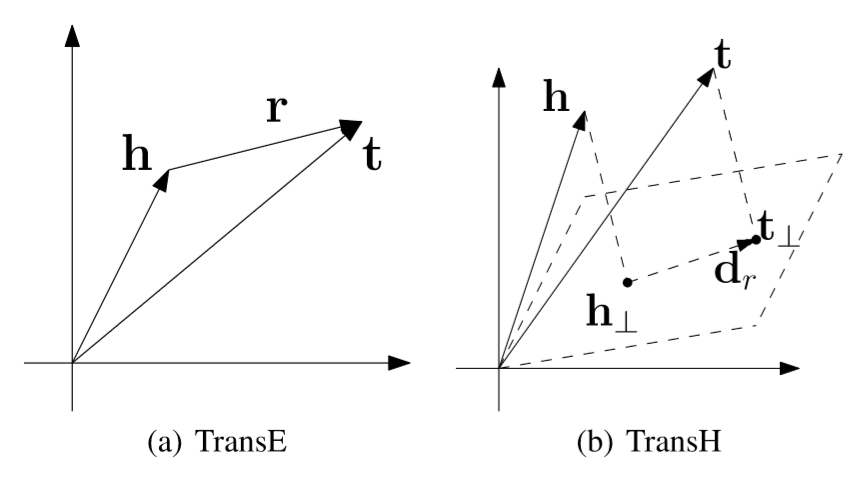 r
h
t
(a) TransE
t
h
t⊥
d_r
h⊥
(b) TransH